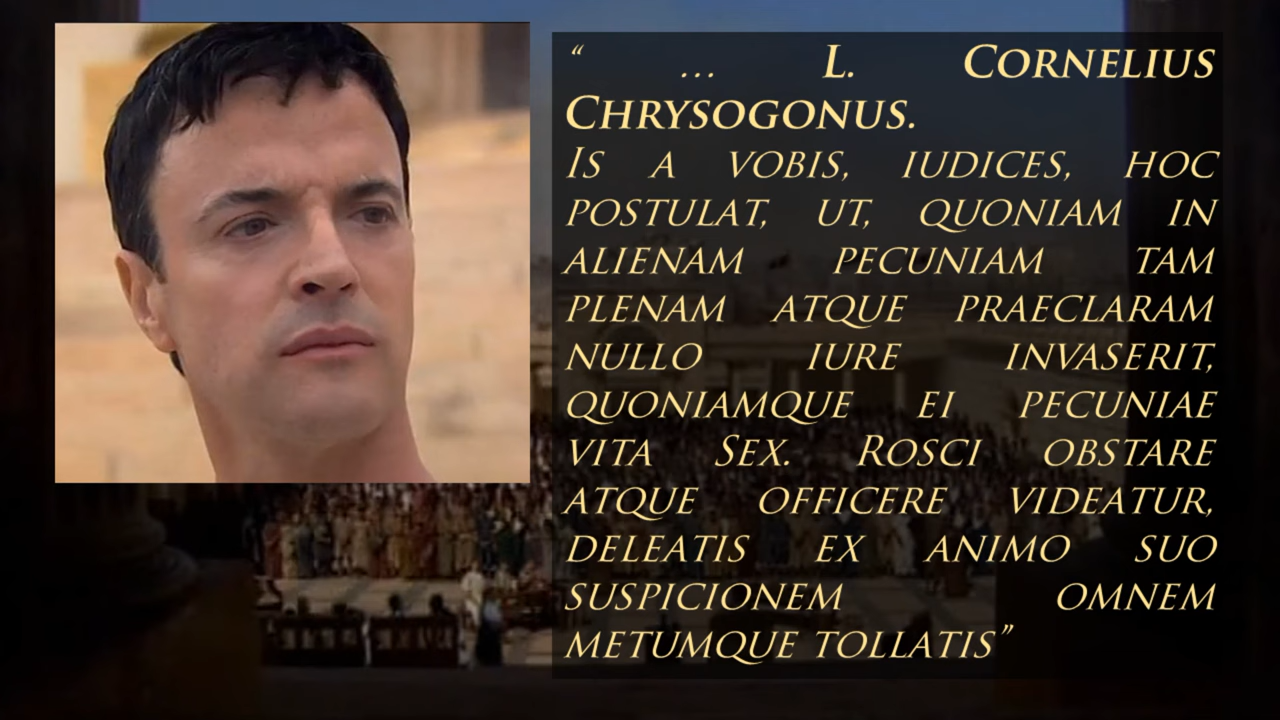 “ ... L. Cornelius
Chrysogonus.
Is a vobis, iudices, hoc
postulat, ut, quoniam in
alienam pecuniam tam
plenam atque praeclaram
nullo iure invaserit,
quoniamque ei pecuniae
vita Sex. Rosci obstare
atque officere videatur,
deleatis ex animo suo
suspicionem omnem
metumque tollatis”